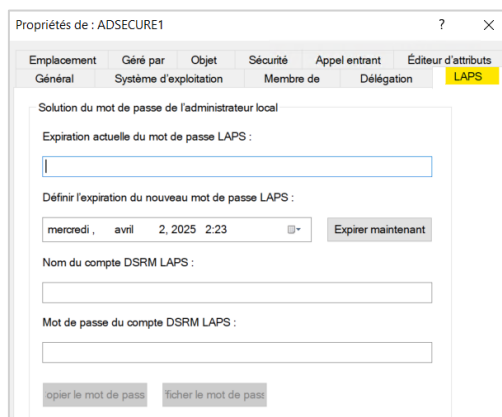 Propriétés de : ADSECURE1 ? ×
Emplacement Géré par Objet Sécurité Appel entrant Éditeur d'attributs
Général Système d'exploitation Membre de Délégation LAPS
Solution du mot de passe de l'administrateur local
Expiration actuelle du mot de passe LAPS :
Définir l'expiration du nouveau mot de passe LAPS :
mercredi , avril 2, 2025 2:23 Expirer maintenant
Nom du compte DSRM LAPS :
Mot de passe du compte DSRM LAPS :
opier le mot de pass ficher le mot de pass